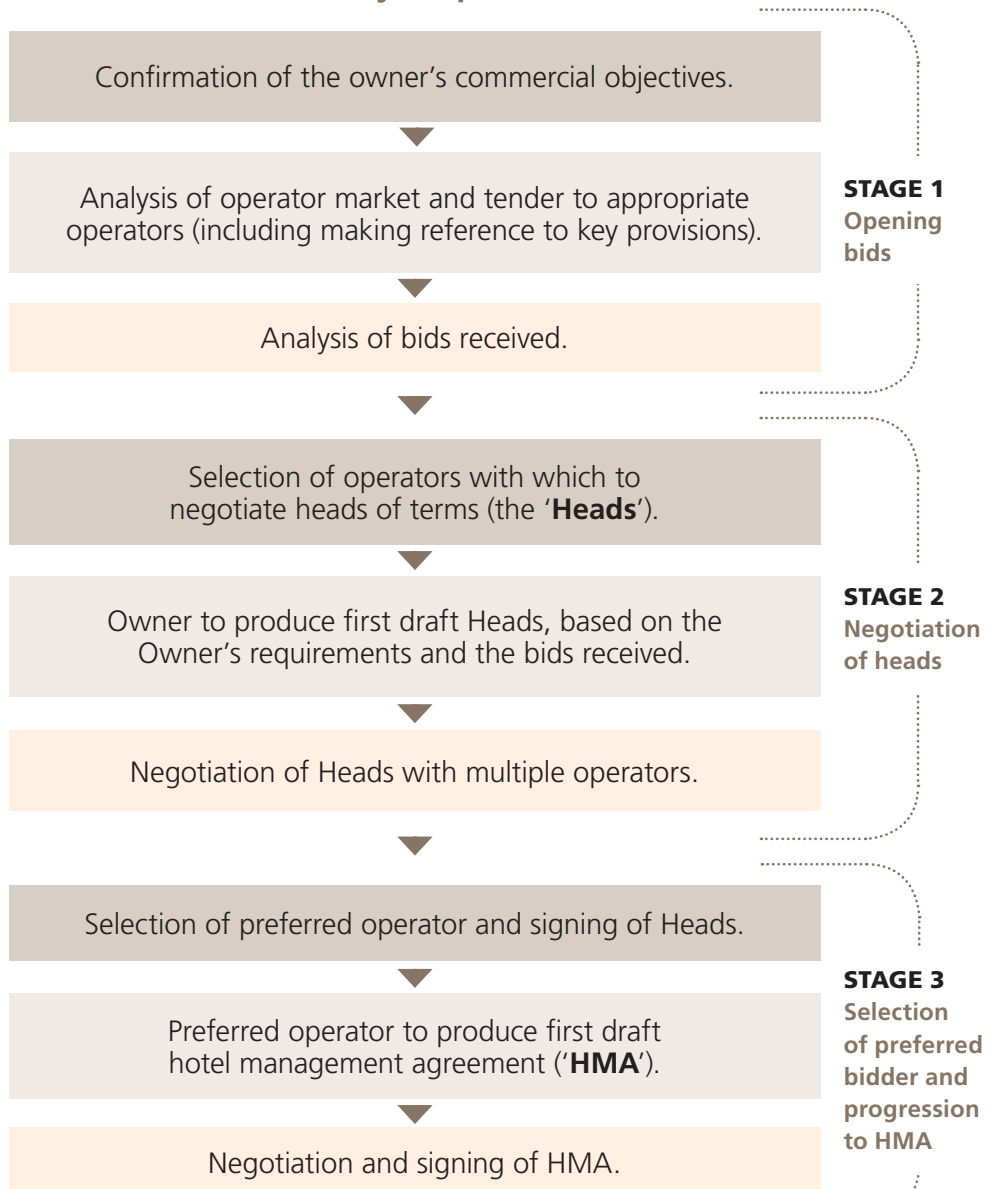 Confirmation of the owner’s commercial objectives.
Analysis of operator market and tender to appropriate
operators (including making reference to key provisions).
Analysis of bids received.
STAGE 1
Opening
bids
Selection of operators with which to
negotiate heads of terms (the ‘Heads’).
Owner to produce first draft Heads, based on the
Owner’s requirements and the bids received.
Negotiation of Heads with multiple operators.
STAGE 2
Negotiation
of heads
Selection of preferred operator and signing of Heads.
Preferred operator to produce first draft
hotel management agreement (‘HMA’).
Negotiation and signing of HMA.
STAGE 3
Selection
of preferred
bidder and
progression
to HMA